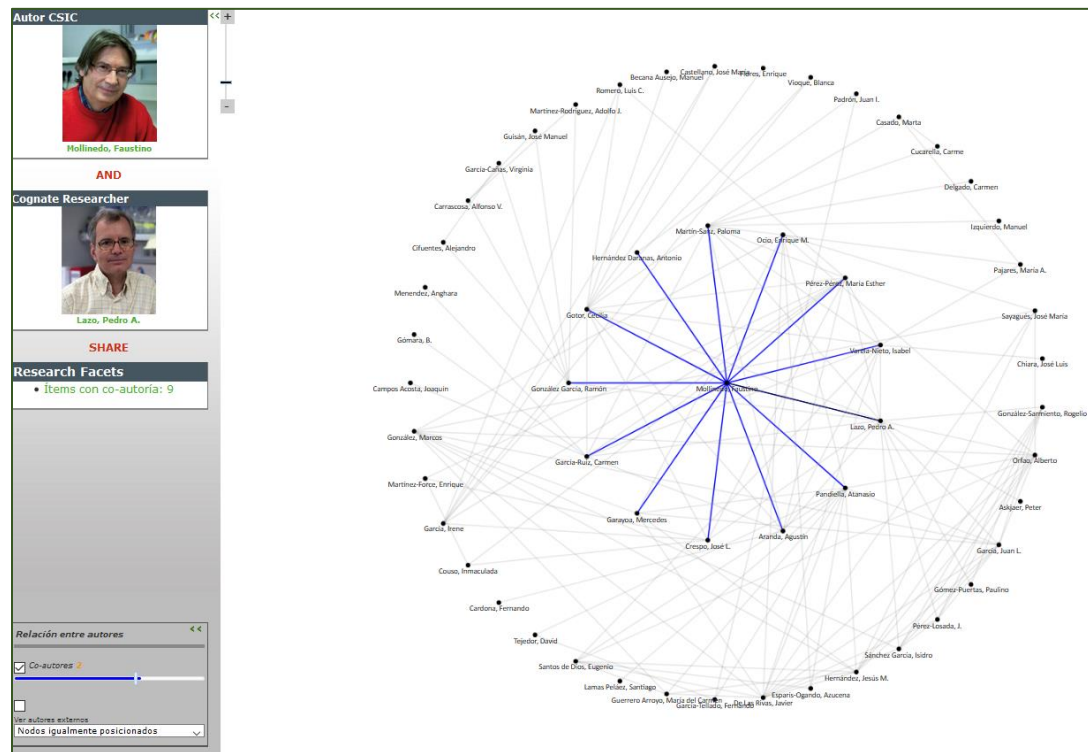 Autor CSIC
<<
+
-
Mollinedo, Faustino
AND
Cognate Researcher
Lazo, Pedro A.
SHARE
Research Facets
Ítems con co-autoría: 9
Relación entre autores
<<
Co-autores 2
Ver autores externos
Nodos igualmente posicionados
Castellano, José María
Flores, Enrique
Becana Ausejo, Manuel
Vioque, Blanca
Romero, Luis C.
Padrón, Juan I.
Martínez-Rodríguez, Adolfo J.
Casado, Marta
Guisán, José Manuel
Cucarella, Carme
García-Cañas, Virginia
Delgado, Carmen
Carrascosa, Alfonso V.
Izquierdo, Manuel
Martín-Sanz, Paloma
Ocio, Enrique M.
Cifuentes, Alejandro
Hernández Daranas, Antonio
Pajares, María A.
Menendez, Anghara
Pérez-Pérez, María Esther
Gotor, Cecilia
Sayagués, José María
Gómara, B.
Varela-Nieto, Isabel
Chiara, José Luis
Campos Acosta, Joaquín
González García, Ramón
Mollinedo, Faustino
González-Sarmiento, Rogelio
González, Marcos
Lazo, Pedro A.
Orfao, Alberto
García-Ruiz, Carmen
Martínez-Force, Enrique
Pandiella, Atanasio
Askjaer, Peter
García, Irene
Garayoa, Mercedes
Aranda, Agustín
Crespo, José L.
García, Juan L.
Couso, Inmaculada
Gómez-Puertas, Paulino
Cardona, Fernando
Pérez-Losada, J.
Tejedor, David
Sánchez García, Isidro
Santos de Dios, Eugenio
Hernández, Jesús M.
Lamas Peláez, Santiago
Esparís-Ogando, Azucena
Guerrero Arroyo, María del Carmen
De Las Rivas, Javier
García-Tellado, Fernando